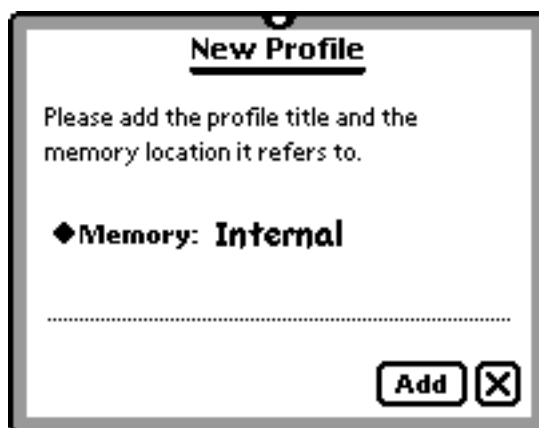 New Profile
Please add the profile title and the
memory location it refers to.
◆Memory: Internal
Add